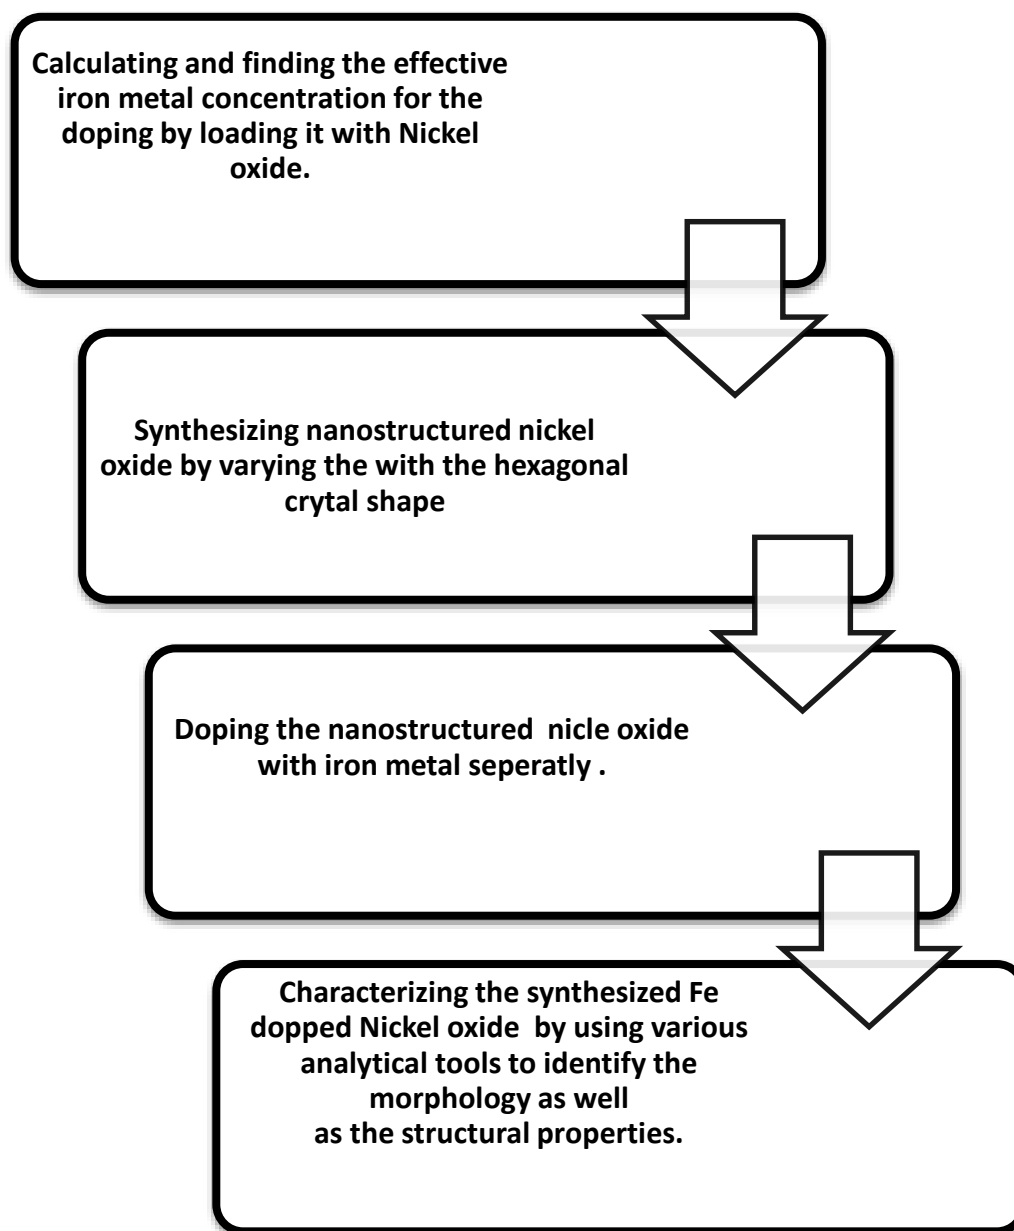 Calculating and finding the effective
iron metal concentration for the
doping by loading it with Nickel
oxide.
Synthesizing nanostructured nickel
oxide by varying the with the hexagonal
crytal shape
Doping the nanostructured  nicle oxide
with iron metal seperatly .
Characterizing the synthesized Fe
dopped Nickel oxide  by using various
analytical tools to identify the
morphology as well
as the structural properties.